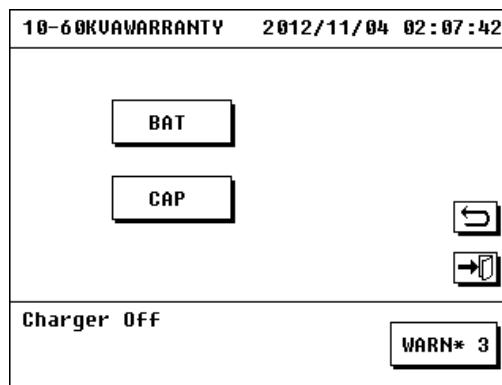 10-60KVAWARRANTY 2012/11/04 02:07:42
BAT
CAP
Charger Off
WARN* 3